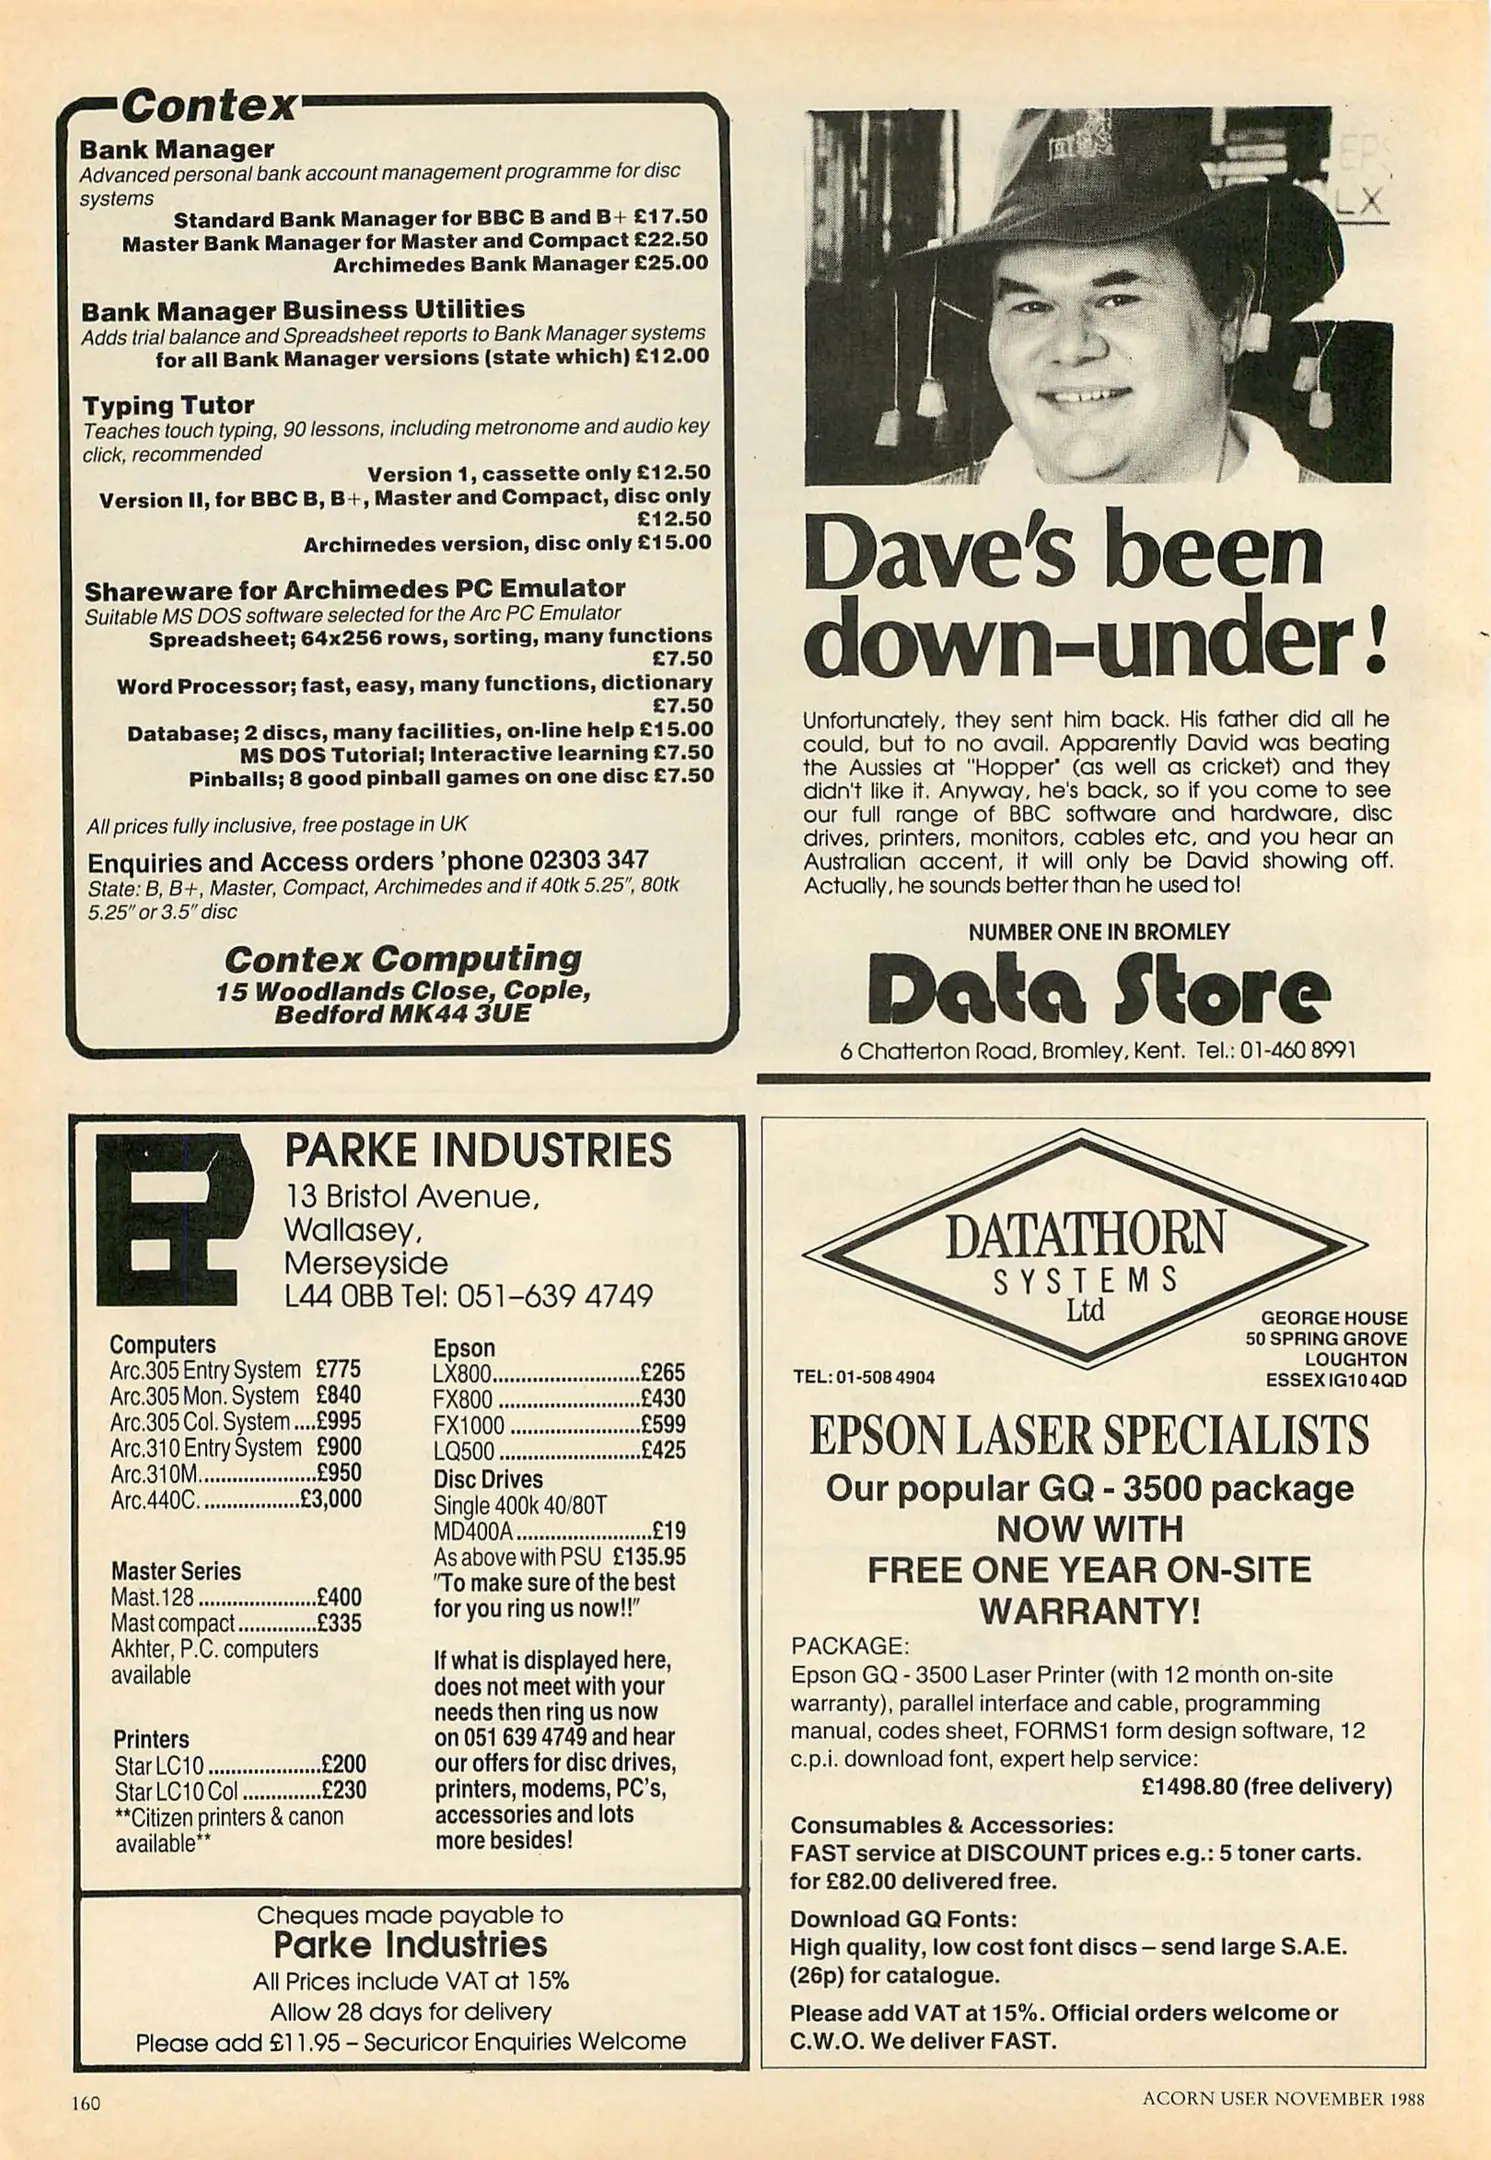 Contex
Bank Manager
Advanced personal bank account management programme for disc
systems
Standard Bank Manager for BBC B and B+ £17.50
Master Bank Manager for Master and Compact £22.50
Archimedes Bank Manager £25.00
Bank Manager Business Utilities
Adds trial balance and Spreadsheet reports to Bank Manager systems
for all Bank Manager versions (state which) £12.00
Typing Tutor
Teaches touch typing, 90 lessons, including metronome and audio key
click, recommended
Version 1, cassette only £12.50
Version II, for BBC B, B+, Master and Compact, disc only
£12.50
Archimedes version, disc only £15.00
Shareware for Archimedes PC Emulator
Suitable MS DOS software selected for the Arc PC Emulator
Spreadsheet; 64x256 rows, sorting, many functions
£7.50
Word Processor; fast, easy, many functions, dictionary
£7.50
Database; 2 discs, many facilities, on-line help £15.00
MS DOS Tutorial; Interactive learning £7.50
Pinballs; 8 good pinball games on one disc £7.50
All prices fully inclusive, free postage in UK
Enquiries and Access orders 'phone 02303 347
State: B, B+, Master, Compact, Archimedes and if 40tk 5.25", 80tk
5.25" or 3.5" disc
Contex Computing
15 Woodlands Close, Cople,
Bedford MK44 3UE
EPS
LX
Dave's been
down-under!
Unfortunately, they sent him back. His father did all he
could, but to no avail. Apparently David was beating
the Aussies at "Hopper" (as well as cricket) and they
didn't like it. Anyway, he's back, so if you come to see
our full range of BBC software and hardware, disc
drives, printers, monitors, cables etc, and you hear an
Australian accent, it will only be David showing off.
Actually, he sounds better than he used to!
NUMBER ONE IN BROMLEY
Data Store
6 Chatterton Road, Bromley, Kent. Tel.: 01-460 8991
PARKE INDUSTRIES
13 Bristol Avenue,
Wallasey,
Merseyside
L44 0BB Tel: 051-639 4749
Computers
Arc.305 Entry System £775
Arc.305 Mon. System £840
Arc.305 Col. System....£995
Arc.310 Entry System £900
Arc.310M.....................£950
Arc.440C..................£3,000
Master Series
Mast.128......................£400
Mast compact..............£335
Akhter, P.C. computers
available
Printers
Star LC10.....................£200
Star LC10 Col...............£230
**Citizen printers & canon
available**
Epson
LX800..........................£265
FX800.........................£430
FX1000.......................£599
LQ500.........................£425
Disc Drives
Single 400k 40/80T
MD400A........................£19
As above with PSU £135.95
"To make sure of the best
for you ring us now!!"
If what is displayed here,
does not meet with your
needs then ring us now
on 051 639 4749 and hear
our offers for disc drives,
printers, modems, PC's,
accessories and lots
more besides!
Cheques made payable to
Parke Industries
All Prices include VAT at 15%
Allow 28 days for delivery
Please add £11.95 – Securicor Enquiries Welcome
DATATHORN
SYSTEMS
Ltd
GEORGE HOUSE
50 SPRING GROVE
LOUGHTON
ESSEX IG10 4QD
TEL: 01-508 4904
EPSON LASER SPECIALISTS
Our popular GQ - 3500 package
NOW WITH
FREE ONE YEAR ON-SITE
WARRANTY!
PACKAGE:
Epson GQ - 3500 Laser Printer (with 12 month on-site
warranty), parallel interface and cable, programming
manual, codes sheet, FORMS1 form design software, 12
c.p.i. download font, expert help service:
£1498.80 (free delivery)
Consumables & Accessories:
FAST service at DISCOUNT prices e.g.: 5 toner carts.
for £82.00 delivered free.
Download GQ Fonts:
High quality, low cost font discs – send large S.A.E.
(26p) for catalogue.
Please add VAT at 15%. Official orders welcome or
C.W.O. We deliver FAST.
160
ACORN USER NOVEMBER 1988